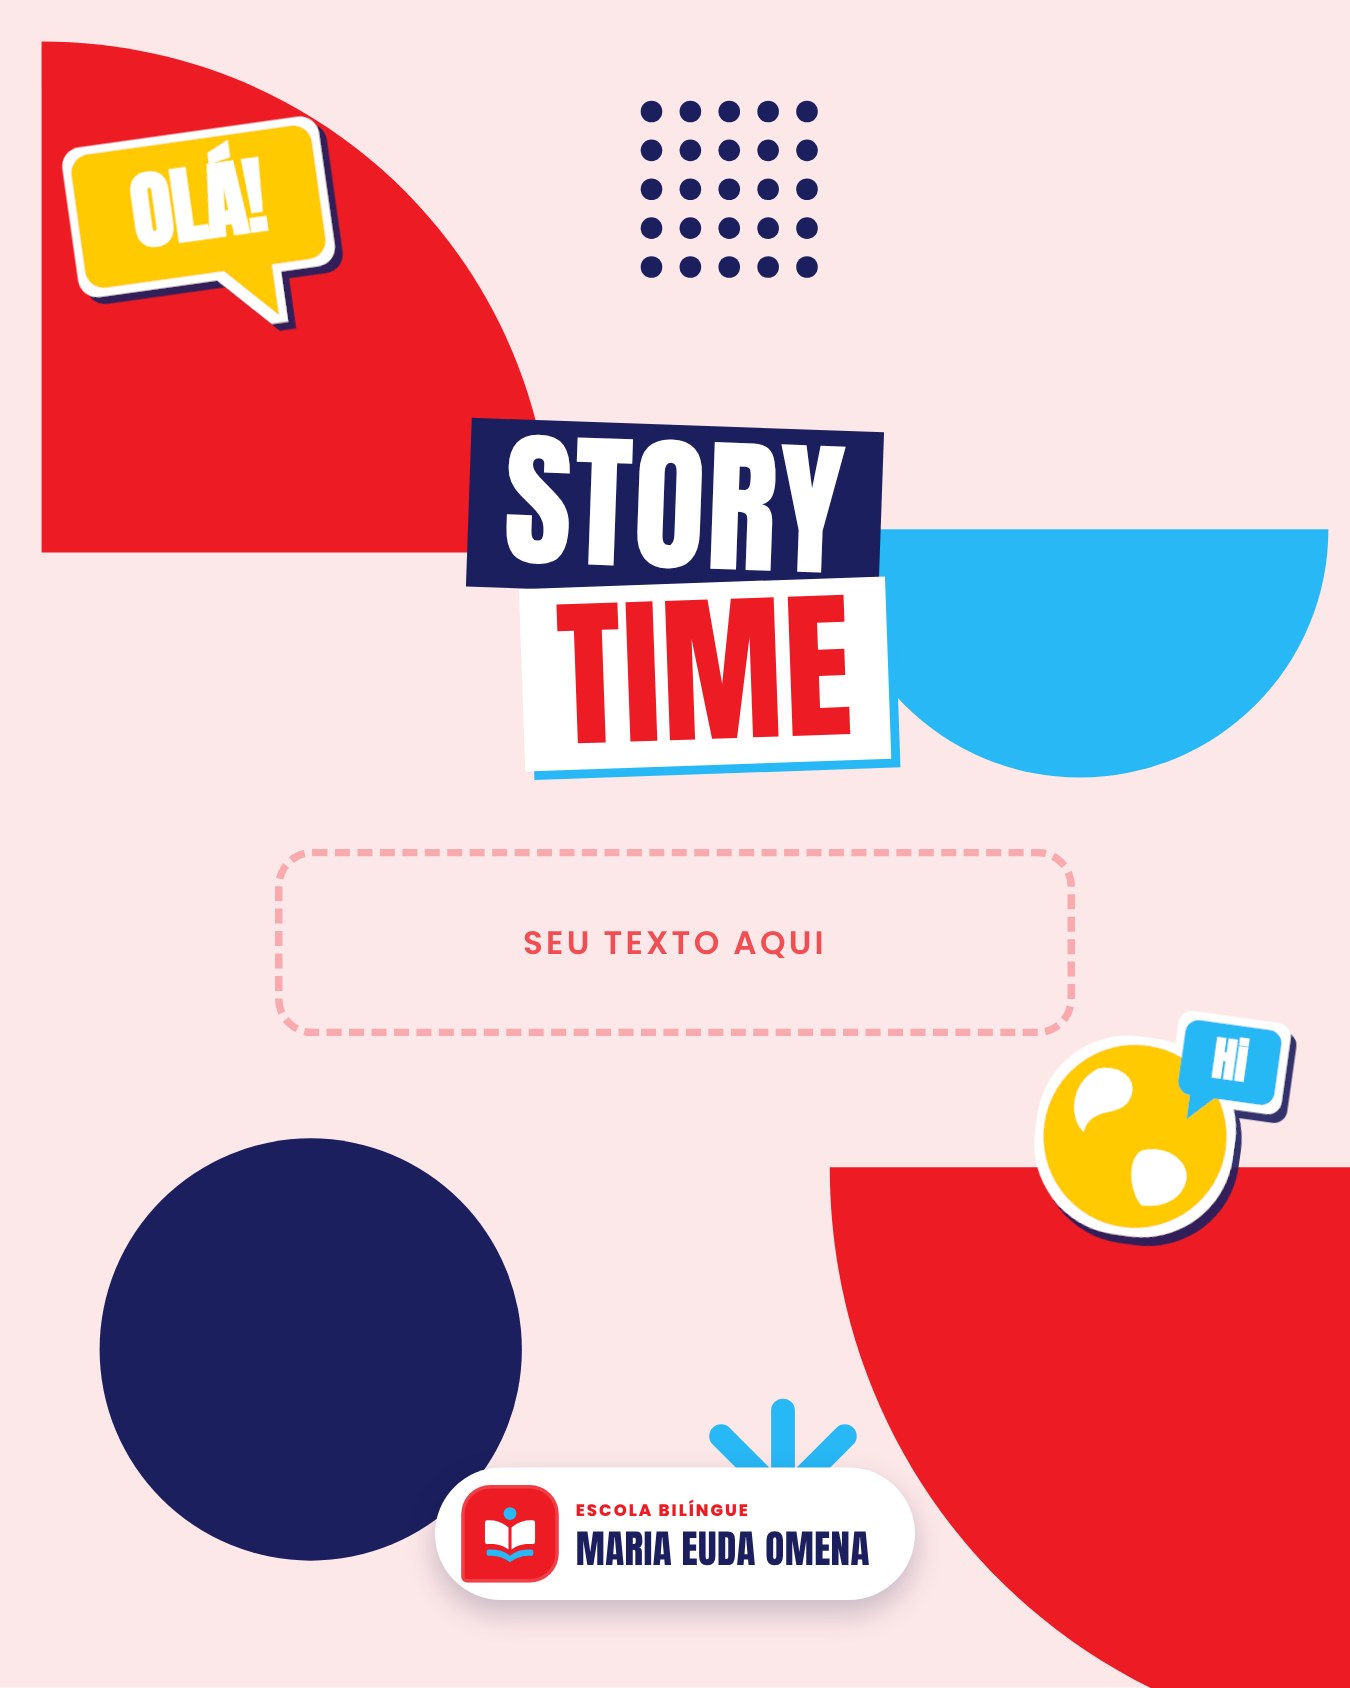 OLÁ!
STORY
TIME
SEU TEXTO AQUI
Hi
ESCOLA BILÍNGUE
MARIA EUDA OMENA